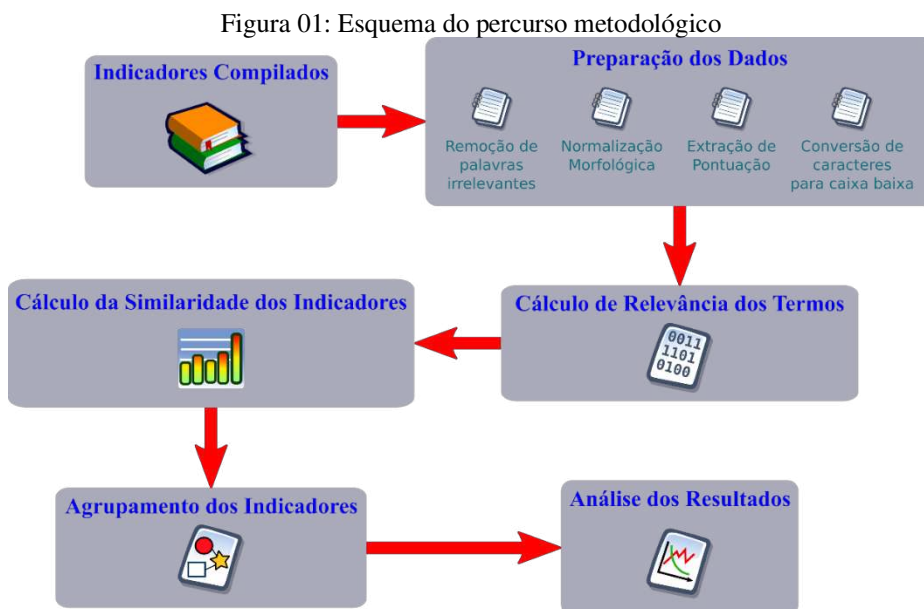 Figura 01: Esquema do percurso metodológico
Indicadores Compilados
Preparação dos Dados
Remoção de
palavras
irrelevantes
Normalização
Morfológica
Extração de
Pontuação
Conversão de
caracteres
para caixa baixa
Cálculo de Relevância dos Termos
0011
1101
0100
Cálculo da Similaridade dos Indicadores
Agrupamento dos Indicadores
Análise dos Resultados